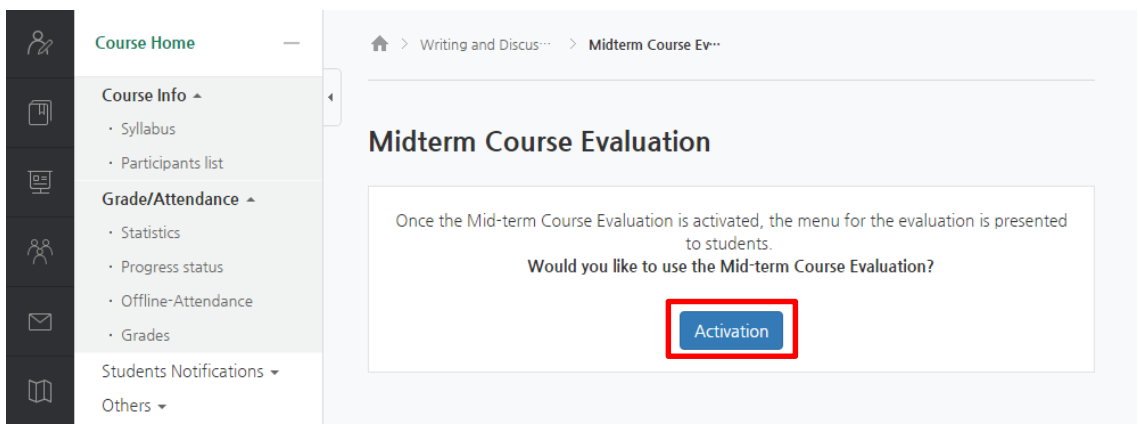 Course Home
Course Info
· Syllabus
· Participants list
Grade/Attendance
· Statistics
· Progress status
· Offline-Attendance
· Grades
Students Notifications
Others
> Writing and Discus··· > Midterm Course Ev···
Midterm Course Evaluation
Once the Mid-term Course Evaluation is activated, the menu for the evaluation is presented
to students.
Would you like to use the Mid-term Course Evaluation?
Activation